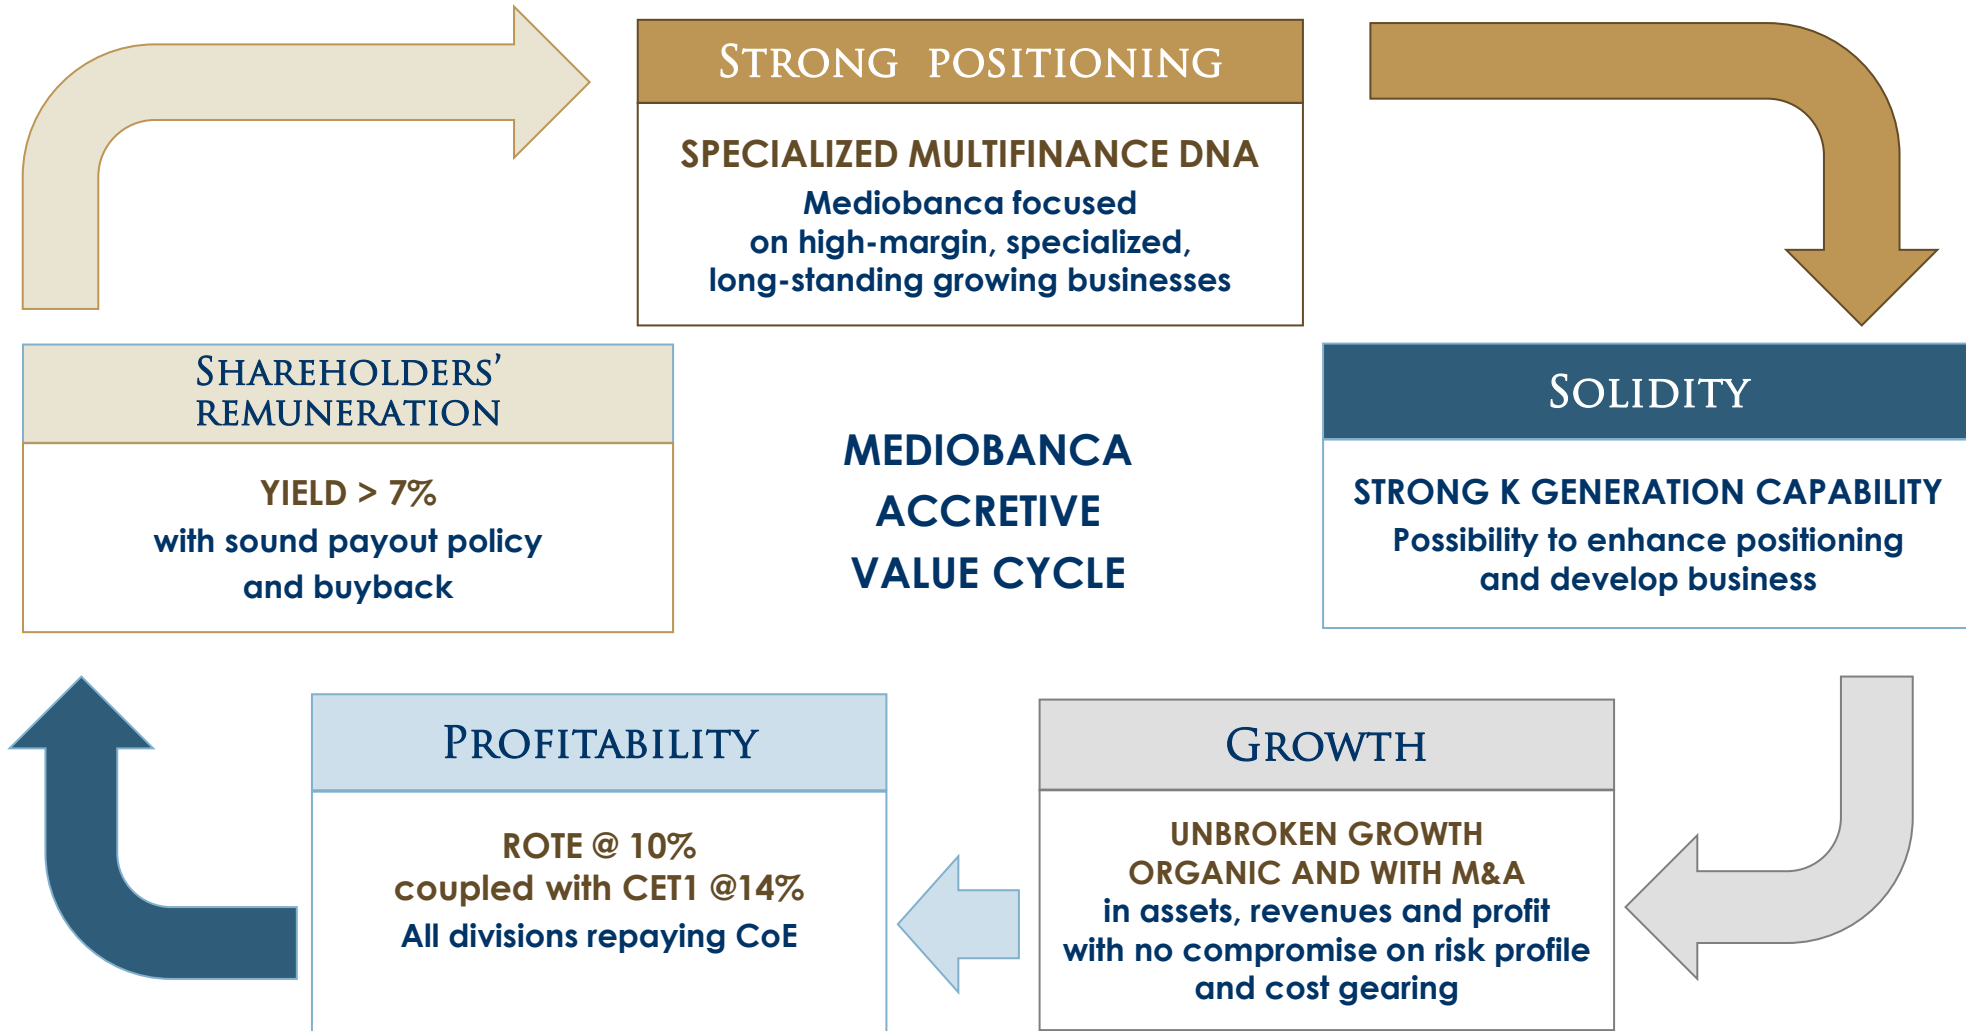 STRONG POSITIONING
SPECIALIZED MULTIFINANCE DNA
Mediobanca focused
on high-margin, specialized,
long-standing growing businesses
SHAREHOLDERS’
REMUNERATION
YIELD > 7%
with sound payout policy
and buyback
MEDIOBANCA
ACCRETIVE
VALUE CYCLE
SOLIDITY
STRONG K GENERATION CAPABILITY
Possibility to enhance positioning
and develop business
PROFITABILITY
ROTE @ 10%
coupled with CET1 @14%
All divisions repaying CoE
GROWTH
UNBROKEN GROWTH
ORGANIC AND WITH M&A
in assets, revenues and profit
with no compromise on risk profile
and cost gearing